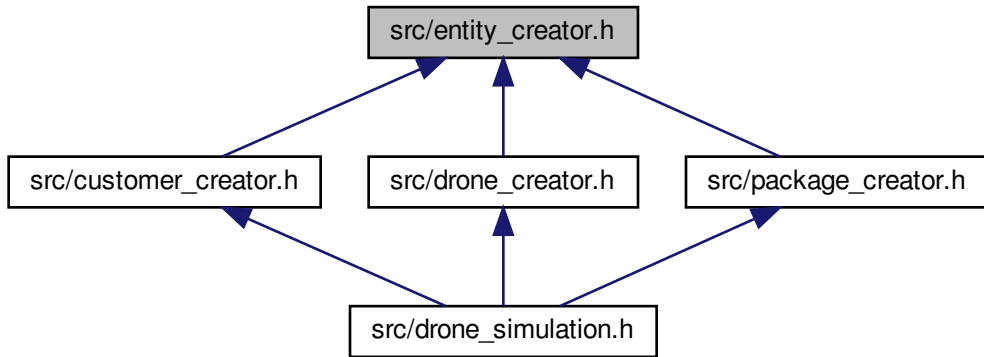 src/entity_creator.h
src/customer_creator.h
src/drone_creator.h
src/package_creator.h
src/drone_simulation.h